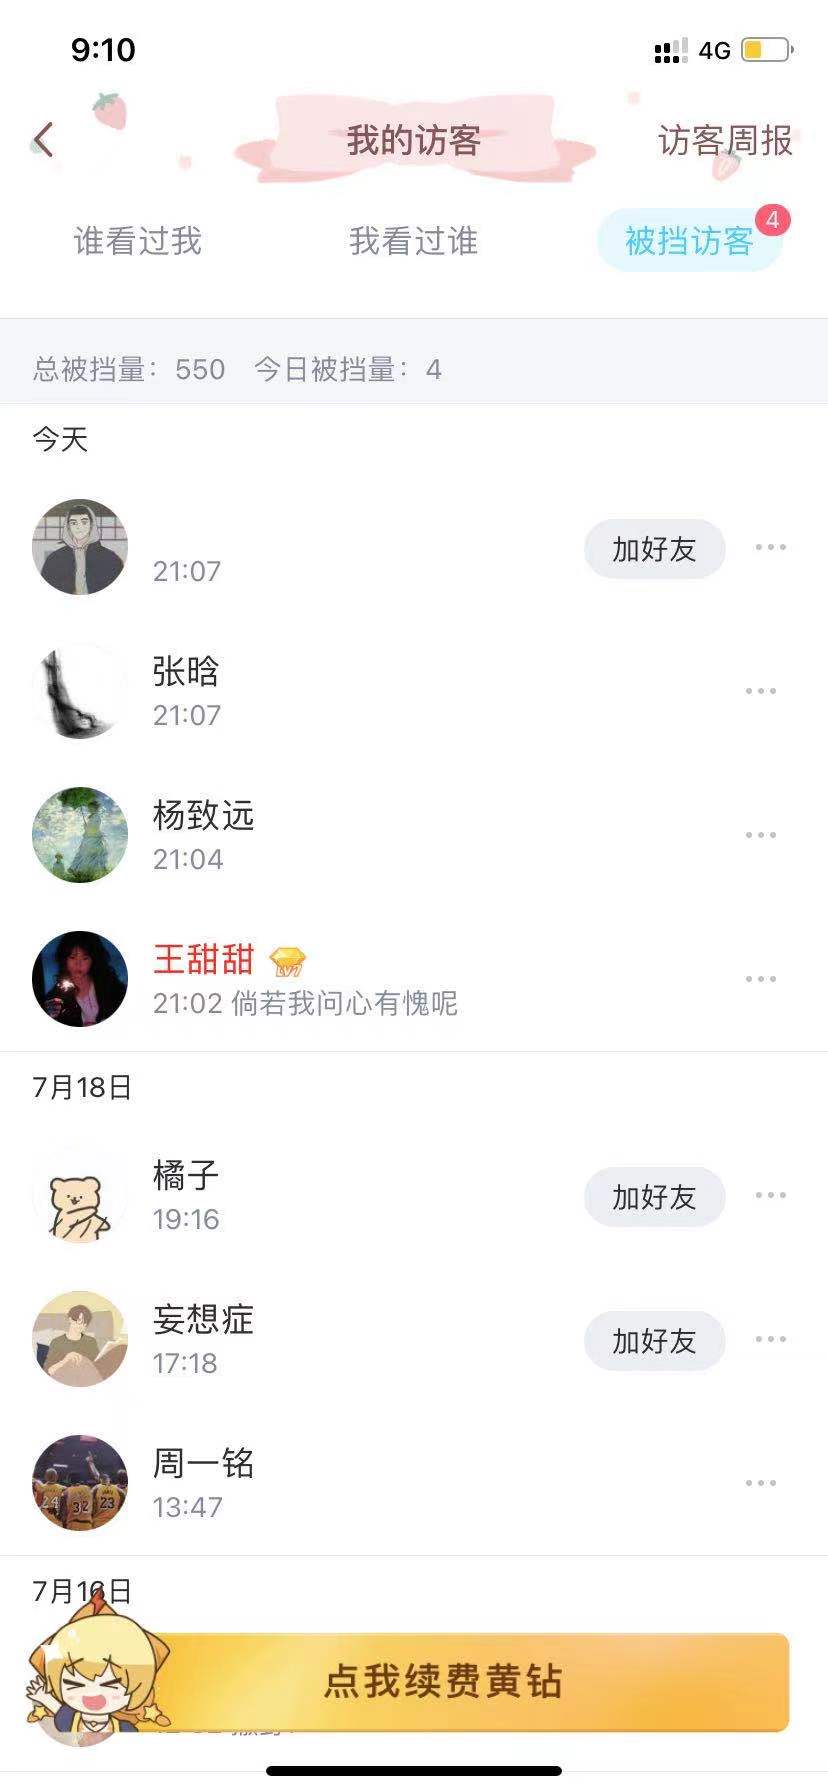 9:10
4G
我的访客
访客周报
谁看过我
我看过谁
被挡访客
4
总被挡量：550 今日被挡量：4
今天
21:07
加好友
张晗
21:07
杨致远
21:04
王甜甜
LV7
21:02 倘若我问心有愧呢
7月18日
橘子
19:16
加好友
妄想症
17:18
加好友
周一铭
24
32
23
13:47
7月16日
点我续费黄钻